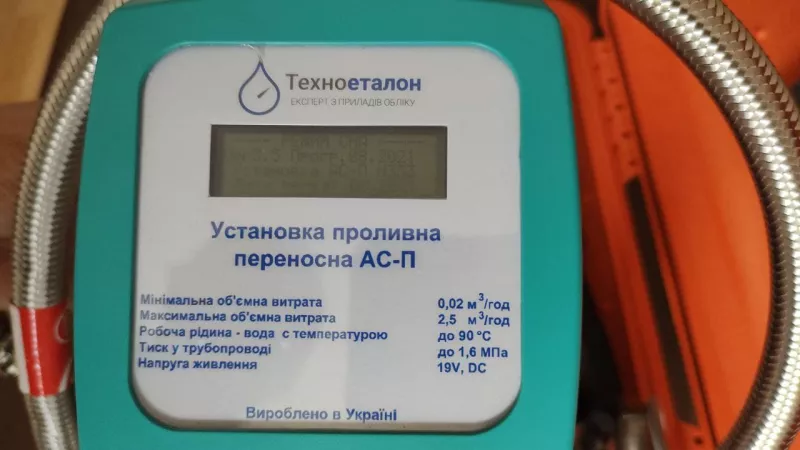 Техноеталон
ЕКСПЕРТ З ПРИЛАДІВ ОБЛІКУ
АС-П
Установка проливна
переносна АС-П
Мінімальна об'ємна витрата 0,02 м³/год
Максимальна об'ємна витрата 2,5 м³/год
Робоча рідина - вода з температурою до 90 °С
Тиск у трубопроводі до 1,6 МПа
Напруга живлення 19V, DC
Вироблено в Україні